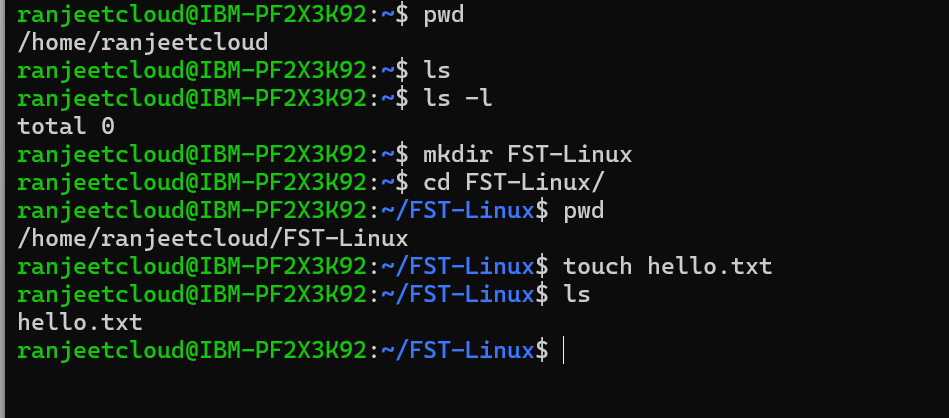 ranjeetcloud@IBM-PF2X3K92:~$ pwd
/home/ranjeetcloud
ranjeetcloud@IBM-PF2X3K92:~$ ls
ranjeetcloud@IBM-PF2X3K92:~$ ls -l
total 0
ranjeetcloud@IBM-PF2X3K92:~$ mkdir FST-Linux
ranjeetcloud@IBM-PF2X3K92:~$ cd FST-Linux/
ranjeetcloud@IBM-PF2X3K92:~/FST-Linux$ pwd
/home/ranjeetcloud/FST-Linux
ranjeetcloud@IBM-PF2X3K92:~/FST-Linux$ touch hello.txt
ranjeetcloud@IBM-PF2X3K92:~/FST-Linux$ ls
hello.txt
ranjeetcloud@IBM-PF2X3K92:~/FST-Linux$